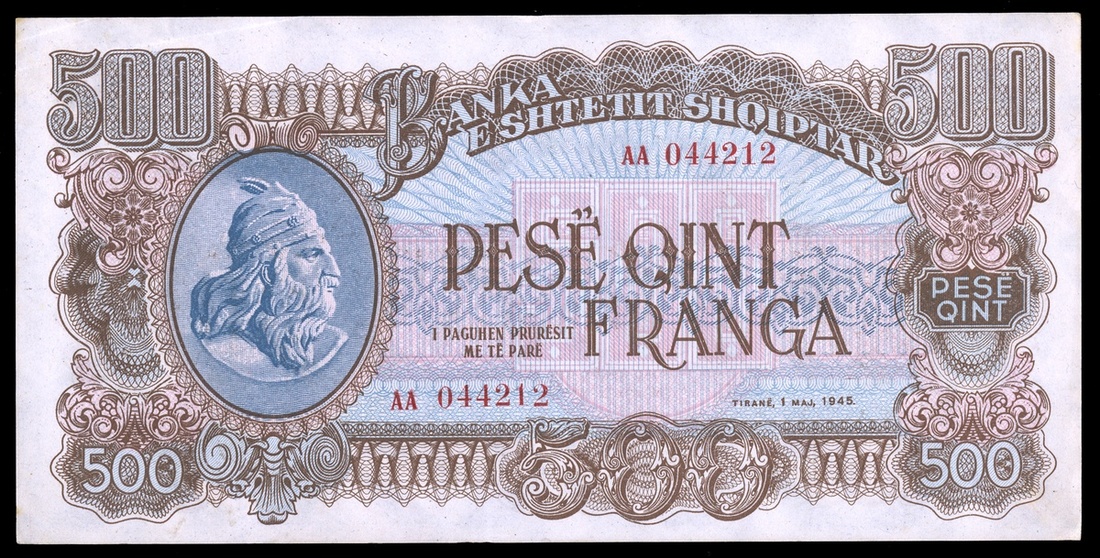 500
500
BANKA
E SHTETIT SHQIPTAR
AA 044212
PESË QINT
FRANGA
PESË
QINT
I PAGUHEN PRURËSIT
ME TË PARË
AA 044212
TIRANË, 1 MAJ, 1945.
500
500
500